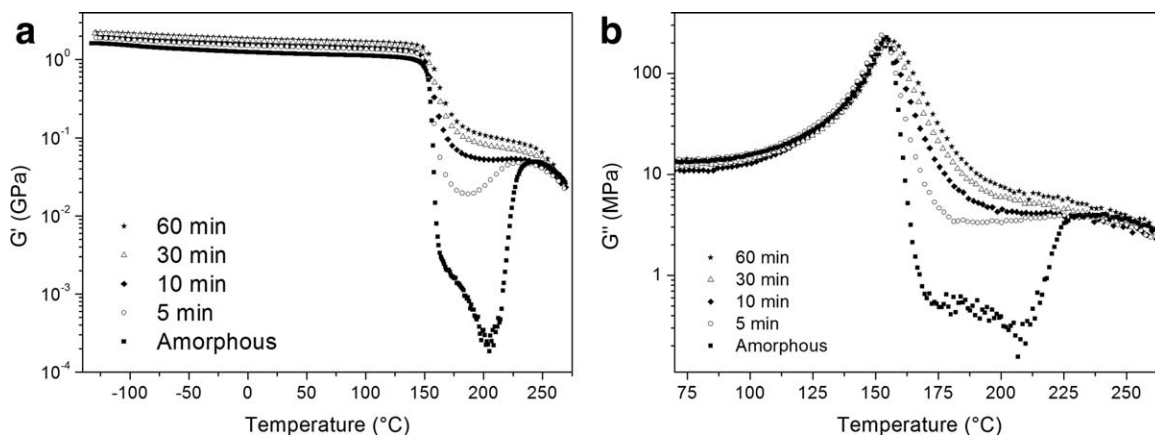 a
G' (GPa)
10⁰
10⁻¹
10⁻²
10⁻³
10⁻⁴
60 min
30 min
10 min
5 min
Amorphous
-100 -50 0 50 100 150 200 250
Temperature (°C)
b
G'' (MPa)
100
10
1
60 min
30 min
10 min
5 min
Amorphous
75 100 125 150 175 200 225 250
Temperature (°C)